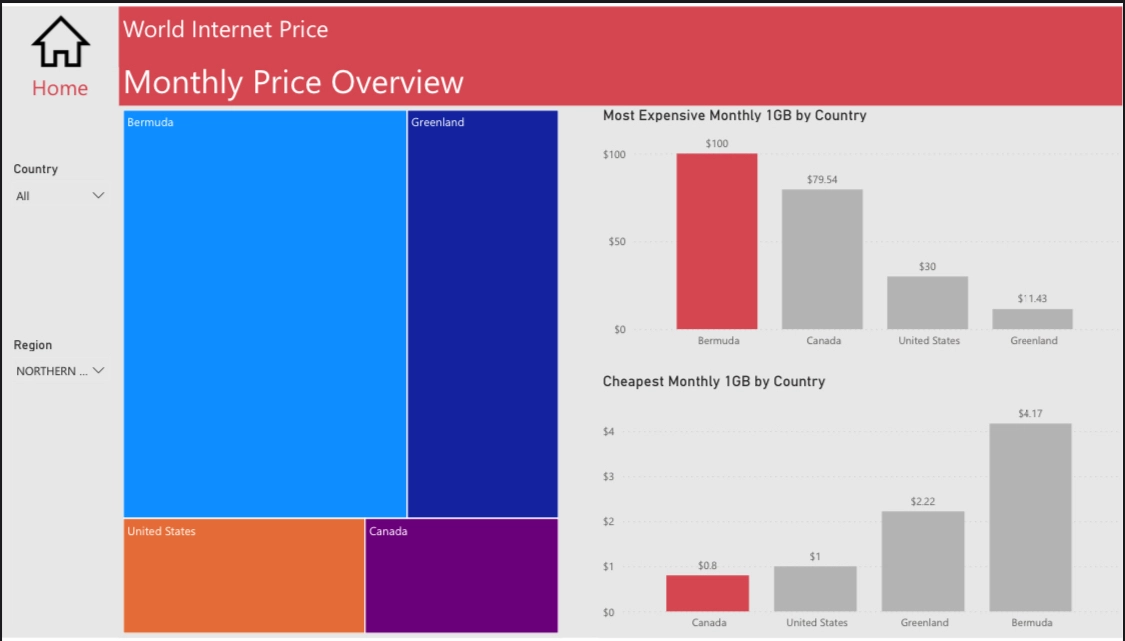 World Internet Price
Home
Monthly Price Overview
Country
All
Region
NORTHERN ...
Bermuda
Greenland
United States
Canada
Most Expensive Monthly 1GB by Country
$100
$50
$0
$100
$79.54
$30
$11.43
Bermuda
Canada
United States
Greenland
Cheapest Monthly 1GB by Country
$4
$3
$2
$1
$0
$0.8
$1
$2.22
$4.17
Canada
United States
Greenland
Bermuda